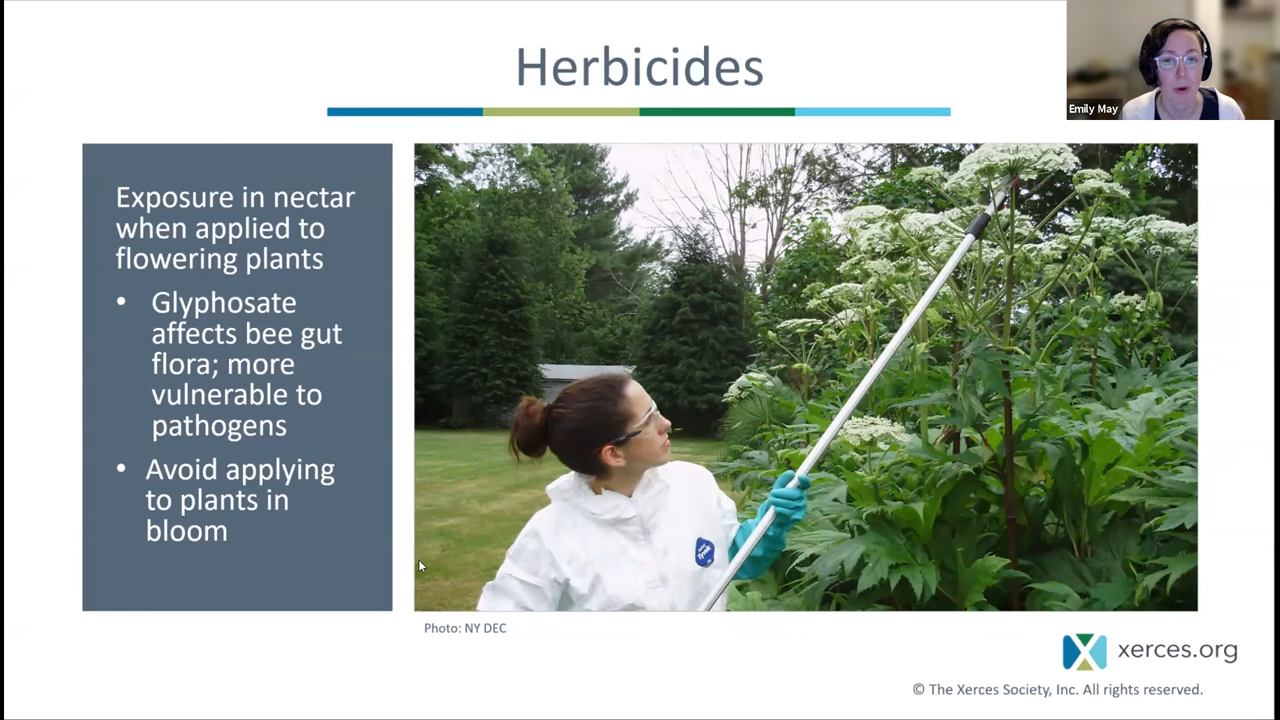 Herbicides
Emily May
Exposure in nectar
when applied to
flowering plants
• Glyphosate
affects bee gut
flora; more
vulnerable to
pathogens
• Avoid applying
to plants in
bloom
Tyvek
Photo: NY DEC
xerces.org
© The Xerces Society, Inc. All rights reserved.